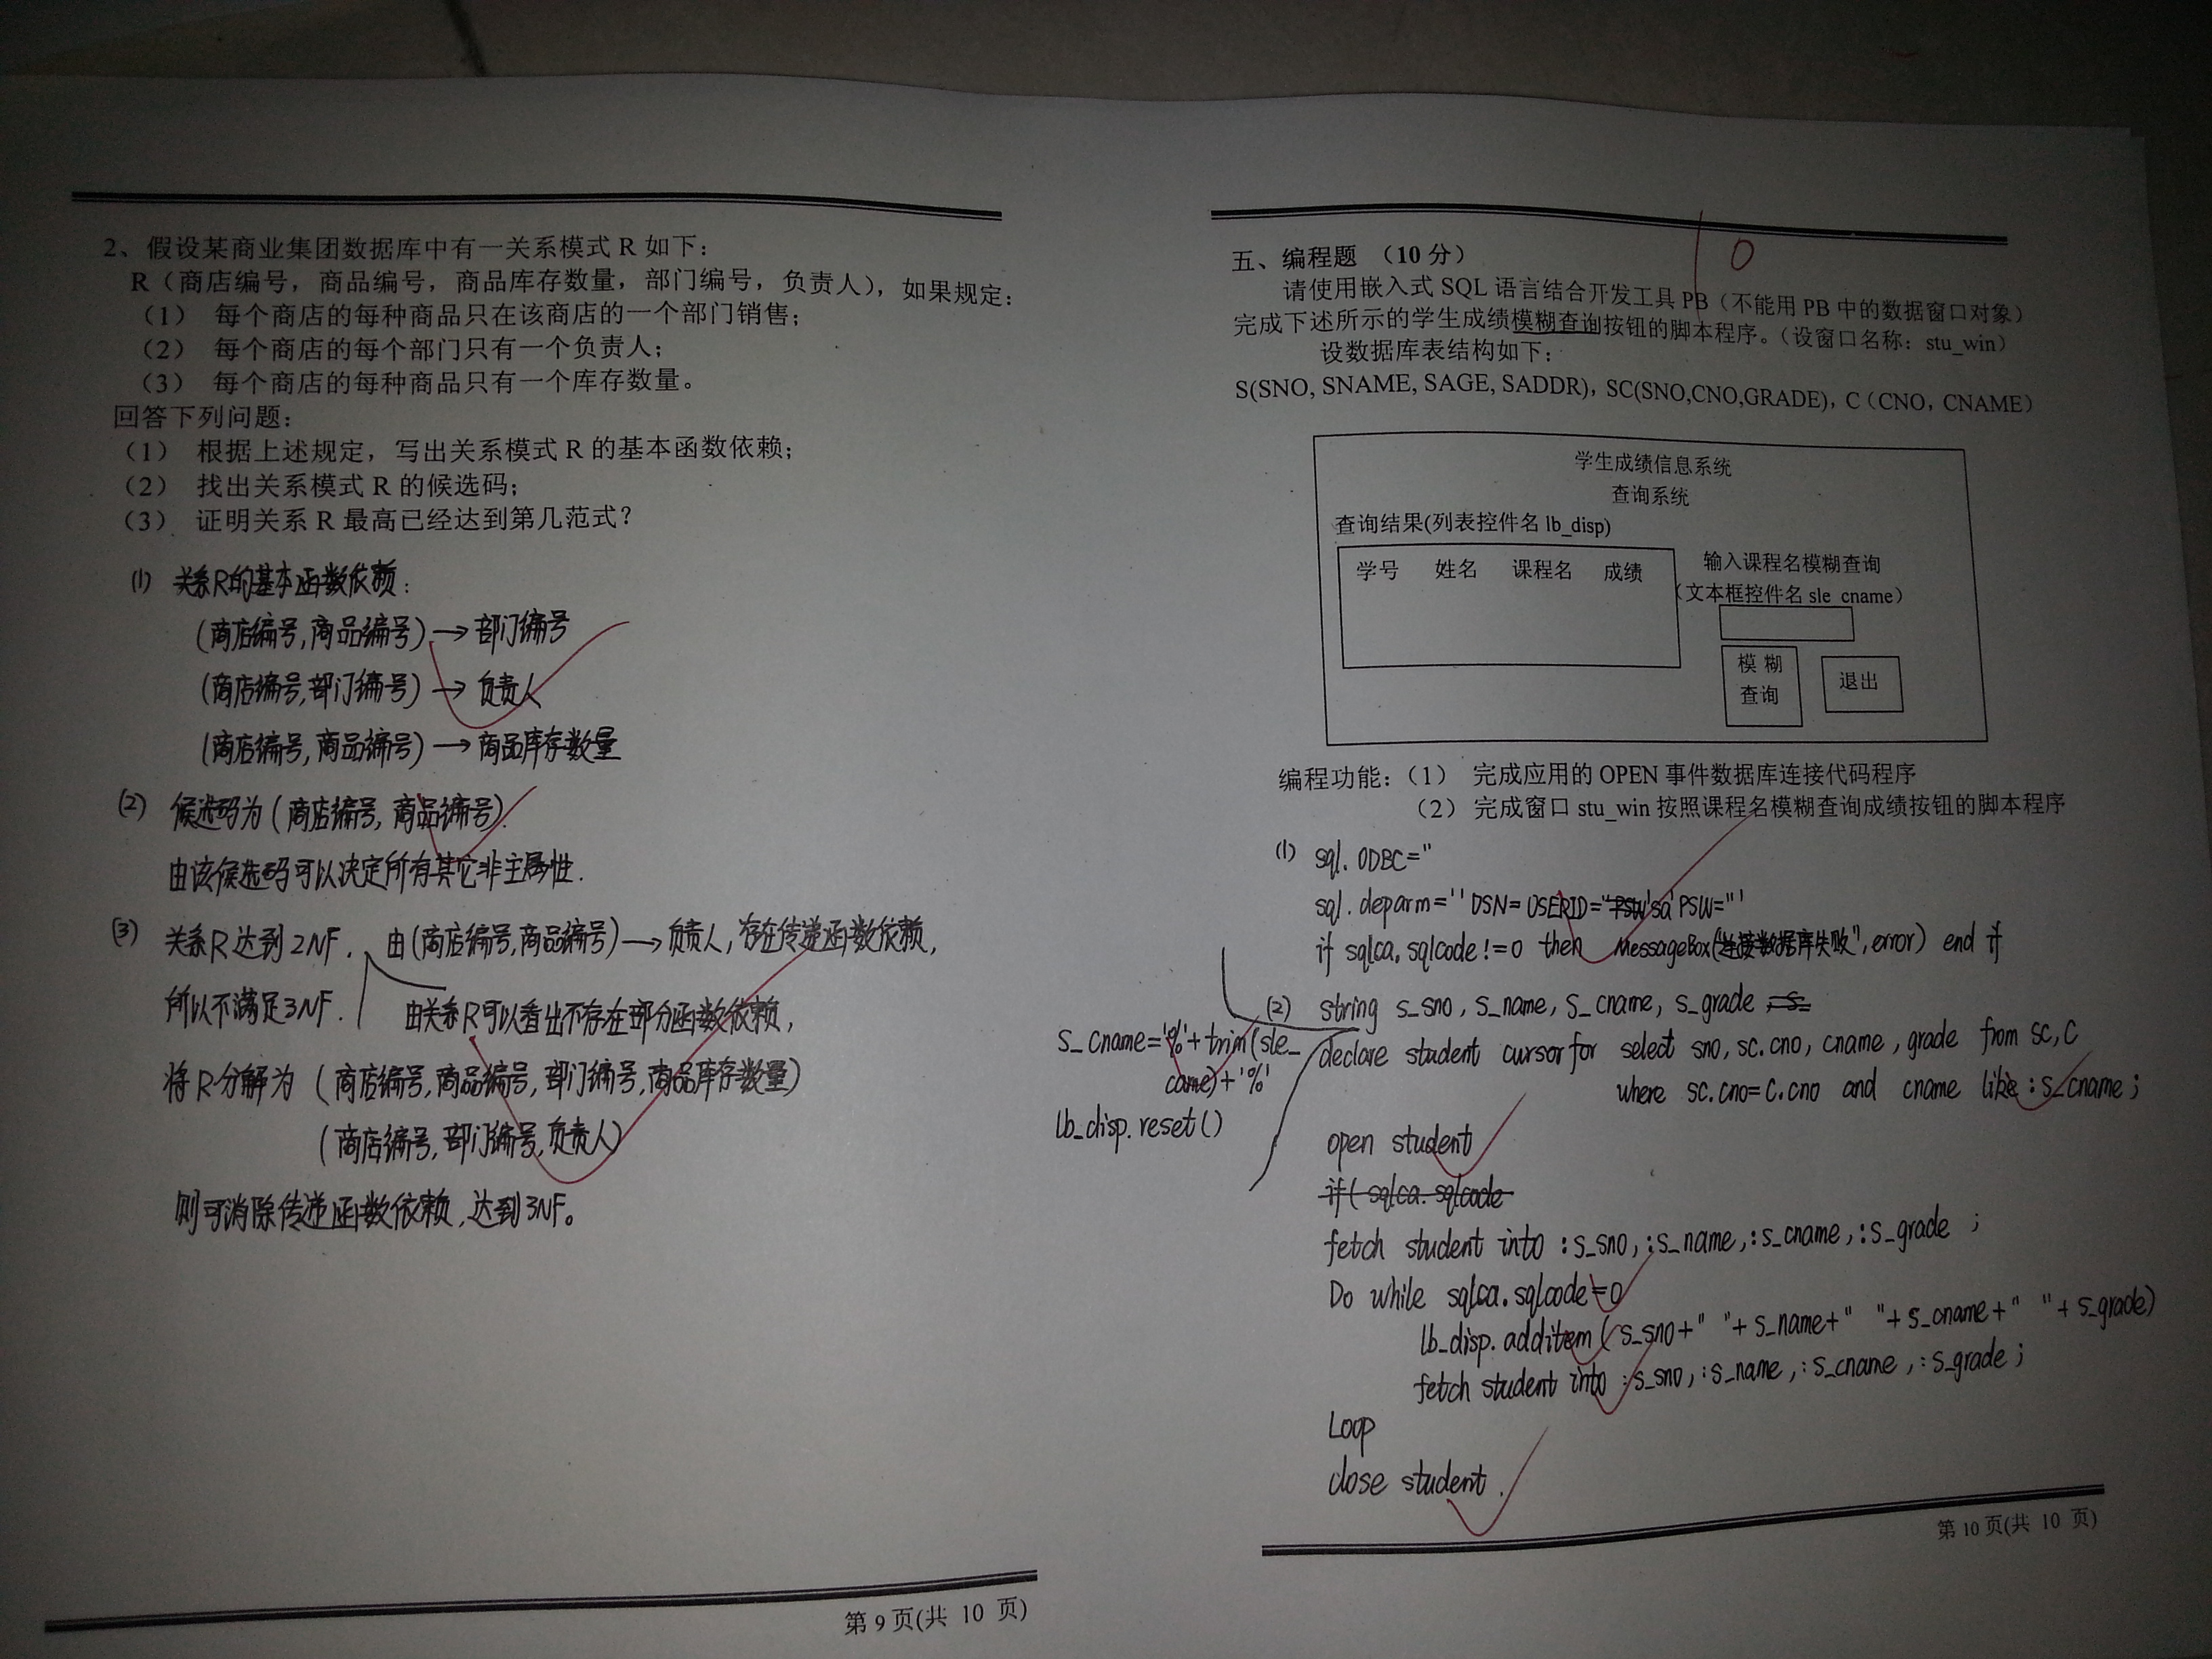 2、假设某商业集团数据库中有一关系模式 R 如下：
R（商店编号，商品编号，商品库存数量，部门编号，负责人），如果规定：
（1） 每个商店的每种商品只在该商店的一个部门销售；
（2） 每个商店的每个部门只有一个负责人；
（3） 每个商店的每种商品只有一个库存数量。
回答下列问题：
（1） 根据上述规定，写出关系模式 R 的基本函数依赖；
（2） 找出关系模式 R 的候选码；
（3） 证明关系 R 最高已经达到第几范式？
(1) 关系R的基本函数依赖：
(商店编号,商品编号)→部门编号
(商店编号,部门编号)→负责人
(商店编号,商品编号)→商品库存数量
(2) 候选码为(商店编号,商品编号).
由该候选码可以决定所有其它非主属性.
(3) 关系R达到2NF. 由(商店编号,商品编号)→负责人,存在传递函数依赖,
所以不满足3NF. 由关系R可以看出不存在部分函数依赖,
将R分解为 (商店编号,商品编号,部门编号,商品库存数量)
(商店编号,部门编号,负责人)
则可消除传递函数依赖,达到3NF。
第 9 页(共 10 页)
10
五、编程题 （10 分）
请使用嵌入式 SQL 语言结合开发工具 PB（不能用 PB 中的数据窗口对象）
完成下述所示的学生成绩模糊查询按钮的脚本程序。（设窗口名称：stu_win）
设数据库表结构如下：
S(SNO, SNAME, SAGE, SADDR)，SC(SNO,CNO,GRADE)，C（CNO，CNAME）
学生成绩信息系统
查询系统
查询结果(列表控件名 lb_disp)
学号 姓名 课程名 成绩
输入课程名模糊查询
（文本框控件名 sle_cname）
模 糊
查询
退出
编程功能：（1） 完成应用的 OPEN 事件数据库连接代码程序
（2） 完成窗口 stu_win 按照课程名模糊查询成绩按钮的脚本程序
(1) sql. ODBC="
sql. deparm=''DSN= USERID='sa'PSW="'
if sqlca. sqlcode!=0 then MessageBox("连接数据库失败",error) end if
(2) string s_sno, s_name, s_cname, s_grade
s_cname='%'+trim(sle_
came)+'%'
lb_disp.reset()
declare student cursor for select sno, sc.cno, cname, grade from sc, C
where sc.cno=C.cno and cname like :s_cname;
open student
if( sqlca. sqlcode
fetch student into :s_sno,:s_name,:s_cname,:s_grade ;
Do while sqlca.sqlcode=0
lb_disp.additem(s_sno+" "+s_name+" "+s_cname+" "+s_grade)
fetch student into :s_sno,:s_name,:s_cname,:s_grade;
Loop
close student.
第 10 页(共 10 页)